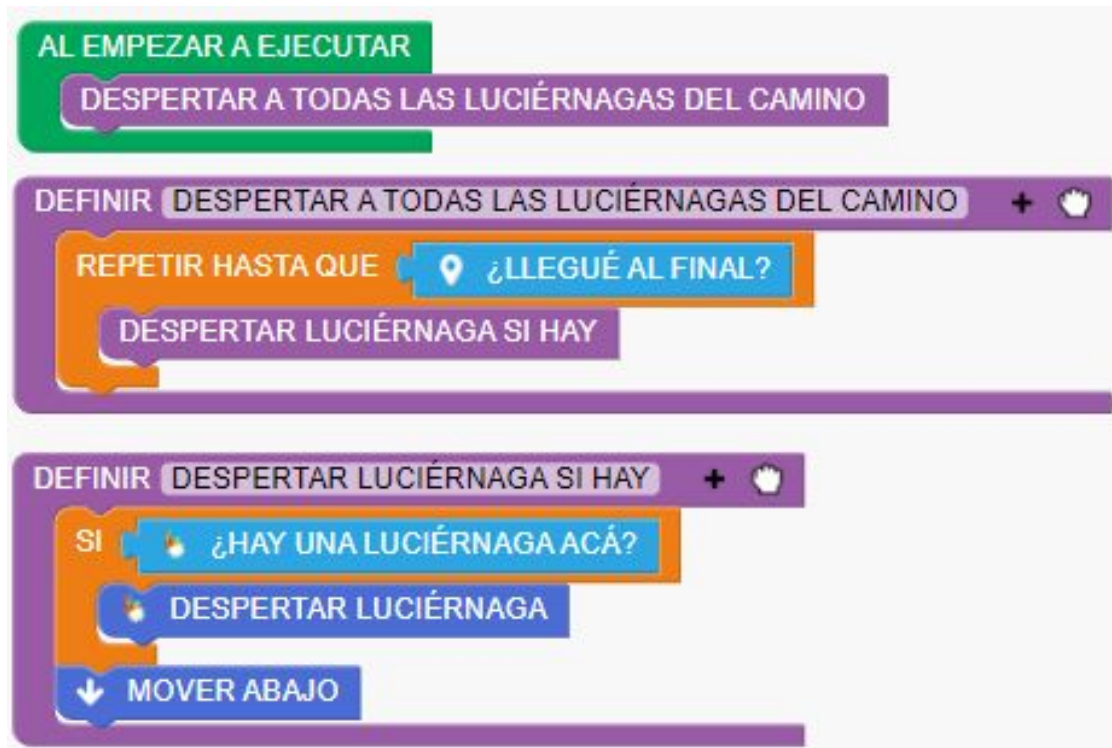 AL EMPEZAR A EJECUTAR
DESPERTAR A TODAS LAS LUCIÉRNAGAS DEL CAMINO
DEFINIR DESPERTAR A TODAS LAS LUCIÉRNAGAS DEL CAMINO +
REPETIR HASTA QUE ¿LLEGUÉ AL FINAL?
DESPERTAR LUCIÉRNAGA SI HAY
DEFINIR DESPERTAR LUCIÉRNAGA SI HAY +
SI ¿HAY UNA LUCIÉRNAGA ACÁ?
DESPERTAR LUCIÉRNAGA
MOVER ABAJO